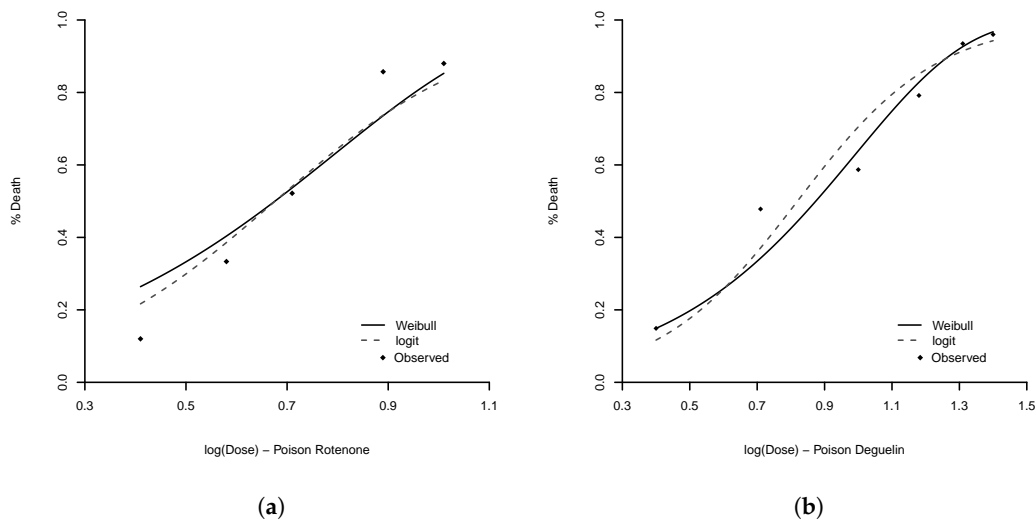 1.0
0.8
0.6
0.4
0.2
0.0
% Death
0.3 0.5 0.7 0.9 1.1
log(Dose) – Poison Rotenone
Weibull
logit
Observed
(a)
1.0
0.8
0.6
0.4
0.2
0.0
% Death
0.3 0.5 0.7 0.9 1.1 1.3 1.5
log(Dose) – Poison Deguelin
Weibull
logit
Observed
(b)